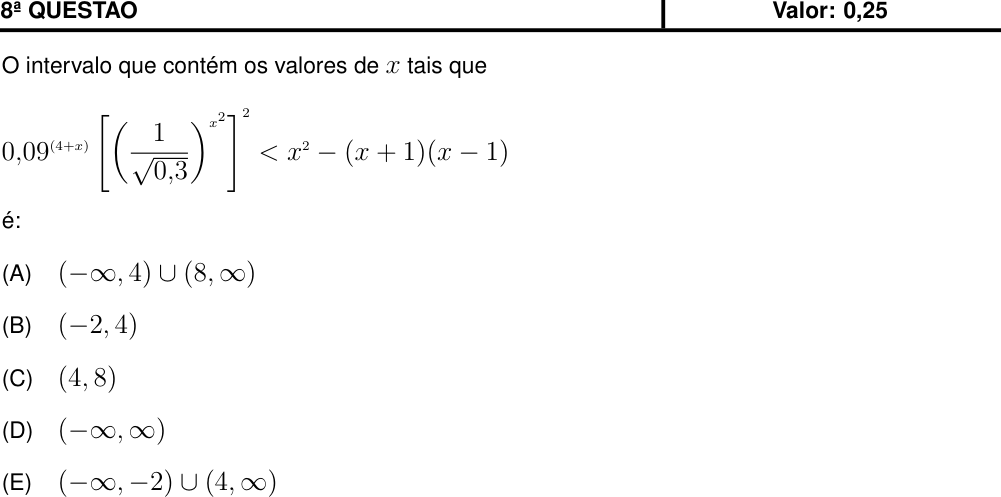 8ª QUESTÃO Valor: 0,25
O intervalo que contém os valores de $x$ tais que
$0{,}09^{(4+x)} \left[ \left( \frac{1}{\sqrt{0{,}3}} \right)^{x^2} \right]^2 < x^2 - (x+1)(x-1)$
é:
(A) $(-\infty, 4) \cup (8, \infty)$
(B) $(-2, 4)$
(C) $(4, 8)$
(D) $(-\infty, \infty)$
(E) $(-\infty, -2) \cup (4, \infty)$